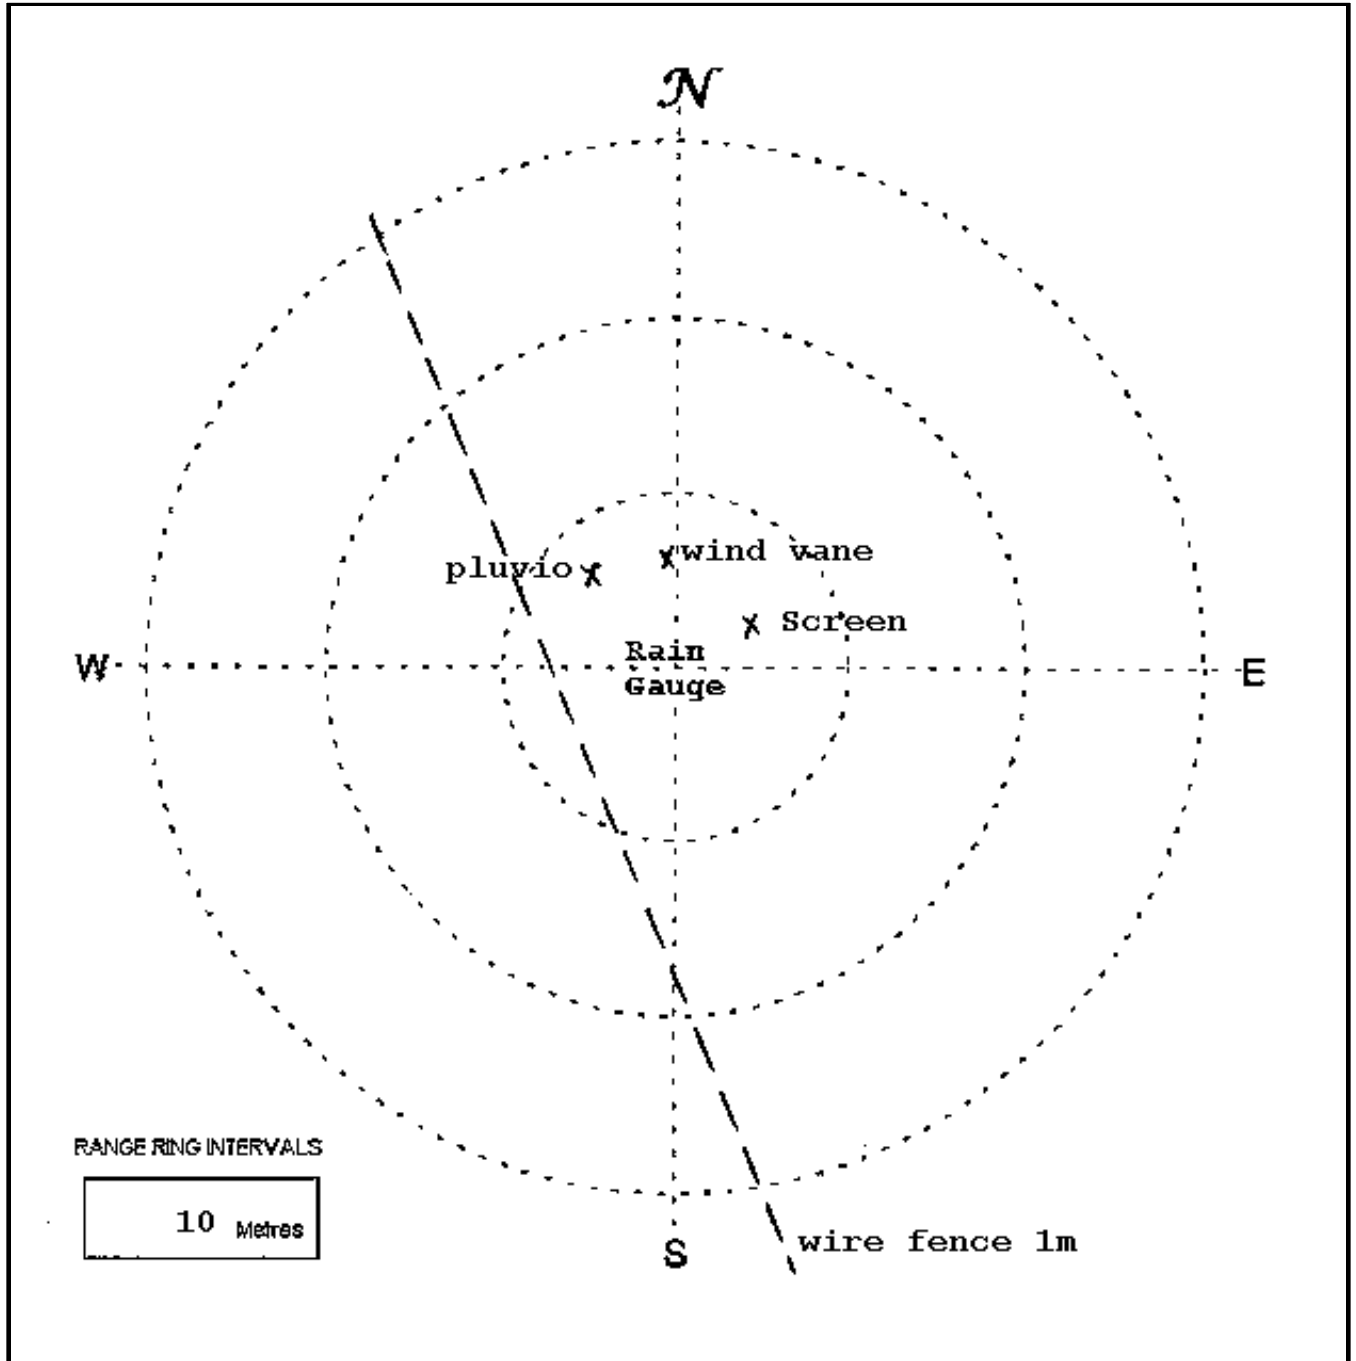 N
wind vane
pluvio
Screen
Rain
Gauge
W
E
RANGE RING INTERVALS
10 Metres
wire fence 1m
S